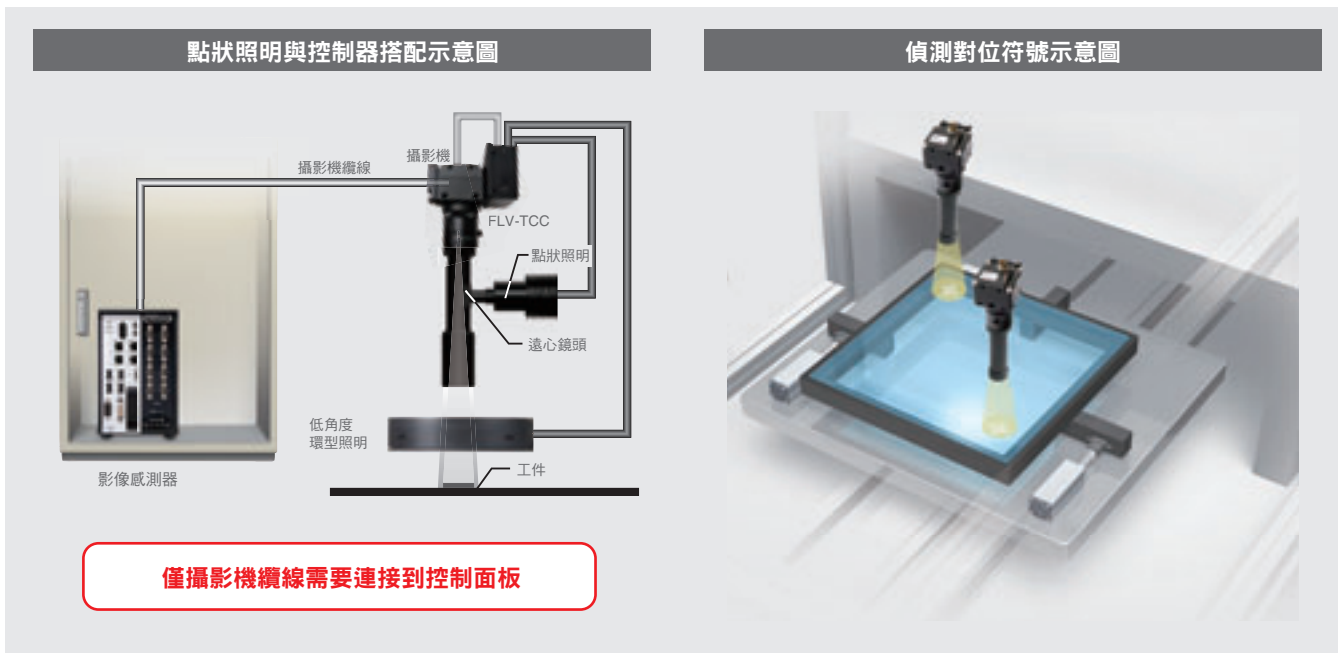 點狀照明與控制器搭配示意圖
攝影機纜線
攝影機
FLV-TCC
點狀照明
遠心鏡頭
低角度
環型照明
工件
影像感測器
僅攝影機纜線需要連接到控制面板
偵測對位符號示意圖